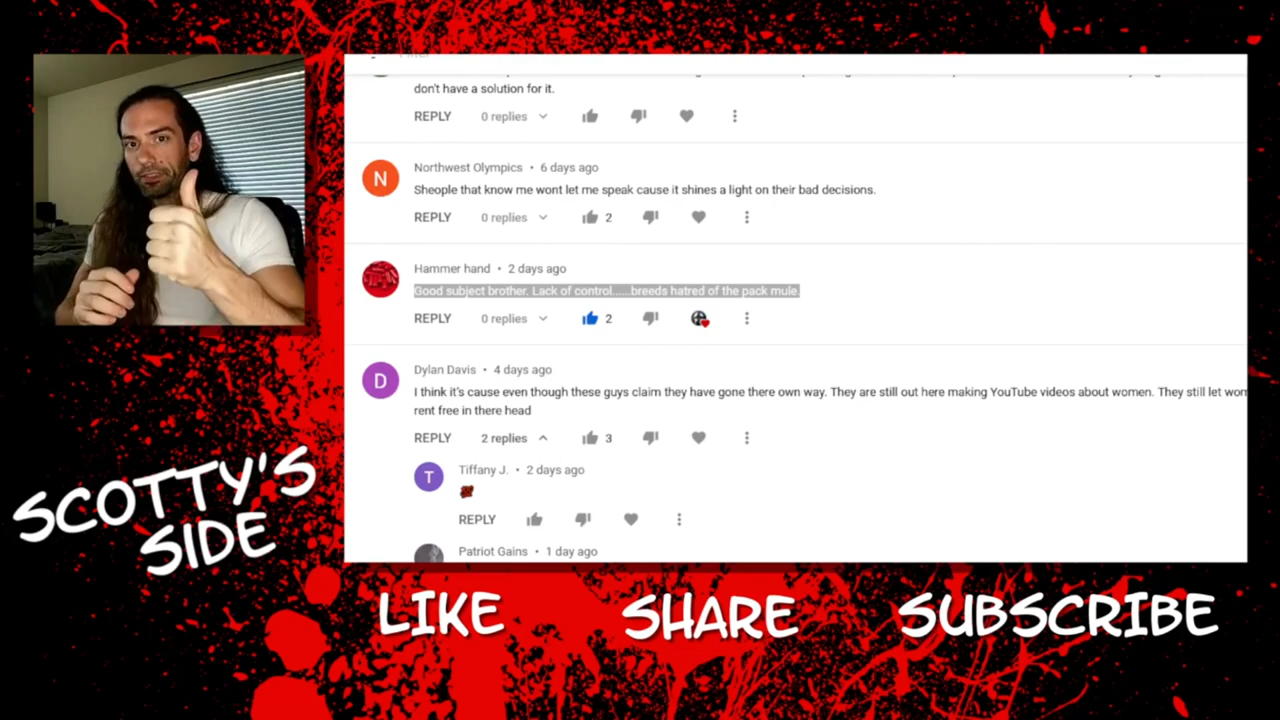 don't have a solution for it.
REPLY 0 replies
Northwest Olympics • 6 days ago
Sheople that know me wont let me speak cause it shines a light on their bad decisions.
REPLY 0 replies 2
Hammer hand • 2 days ago
Good subject brother. Lack of control......breeds hatred of the pack mule.
REPLY 0 replies 2
D
Dylan Davis • 4 days ago
I think it's cause even though these guys claim they have gone there own way. They are still out here making YouTube videos about women. They still let
rent free in there head
REPLY 2 replies 3
T
Tiffany J. • 2 days ago
💯
REPLY
Patriot Gains • 1 day ago
N
SCOTTY'S
SIDE
LIKE SHARE SUBSCRIBE